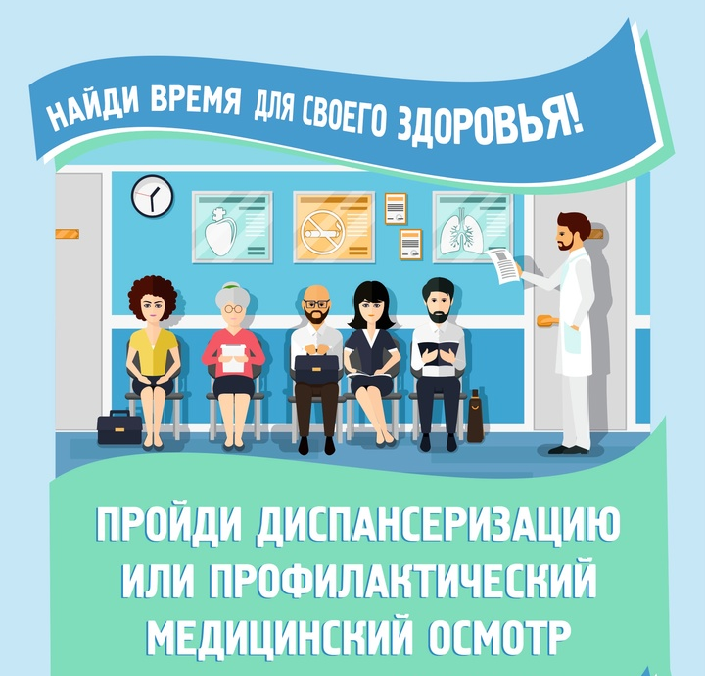 НАЙДИ ВРЕМЯ ДЛЯ СВОЕГО ЗДОРОВЬЯ!
ПРОЙДИ ДИСПАНСЕРИЗАЦИЮ
ИЛИ ПРОФИЛАКТИЧЕСКИЙ
МЕДИЦИНСКИЙ ОСМОТР